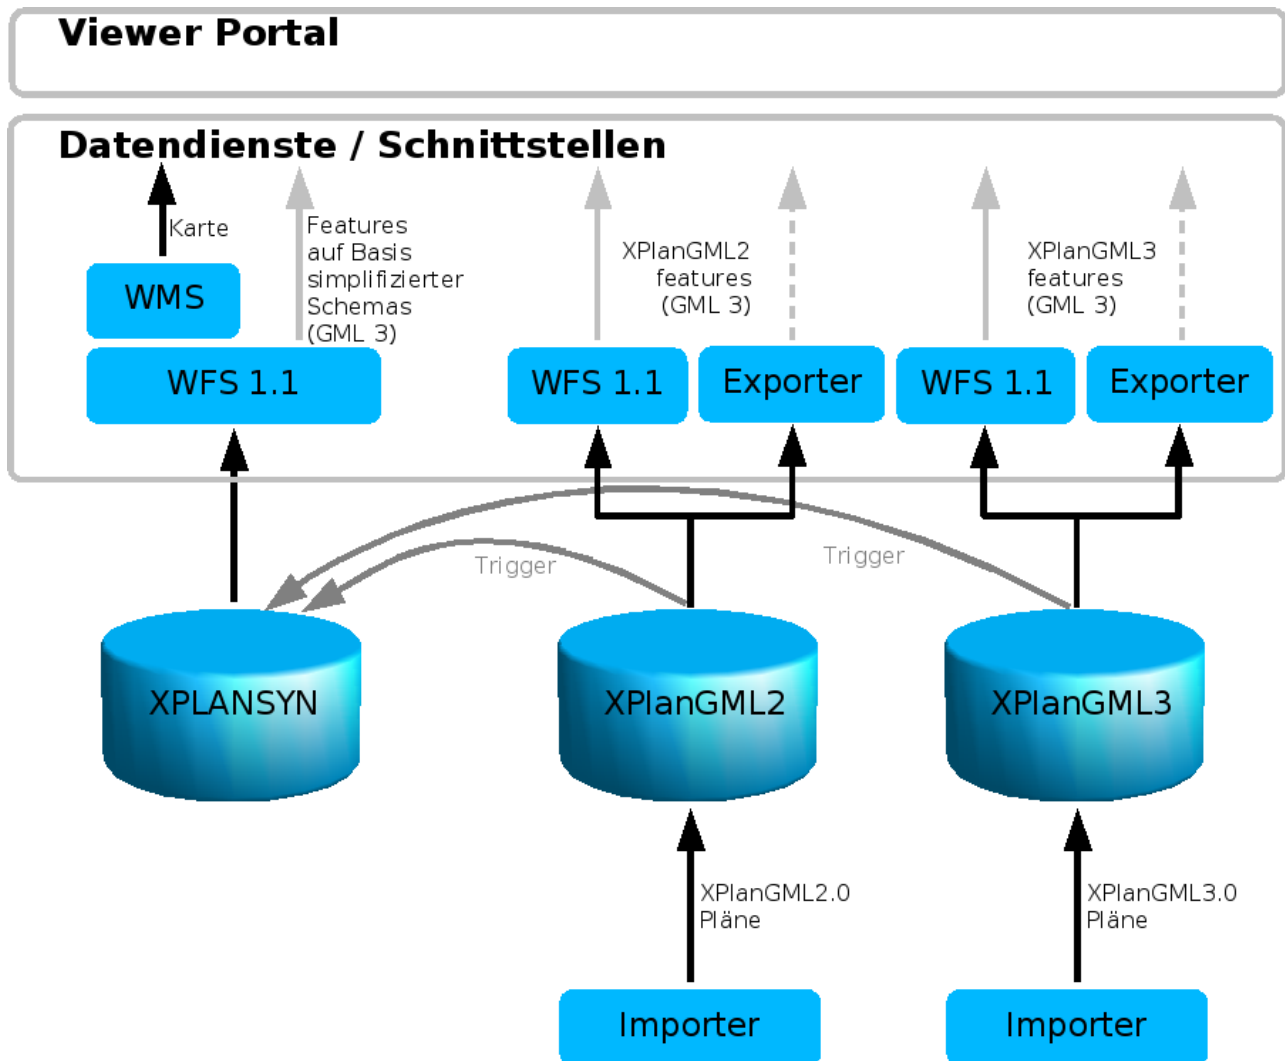 Viewer Portal
Datendienste / Schnittstellen
Karte
Features
auf Basis
simplifizierter
Schemas
(GML 3)
XPlanGML2
features
(GML 3)
XPlanGML3
features
(GML 3)
WMS
WFS 1.1
WFS 1.1
Exporter
WFS 1.1
Exporter
Trigger
Trigger
XPLANSYN
XPlanGML2
XPlanGML3
XPlanGML2.0
Pläne
XPlanGML3.0
Pläne
Importer
Importer